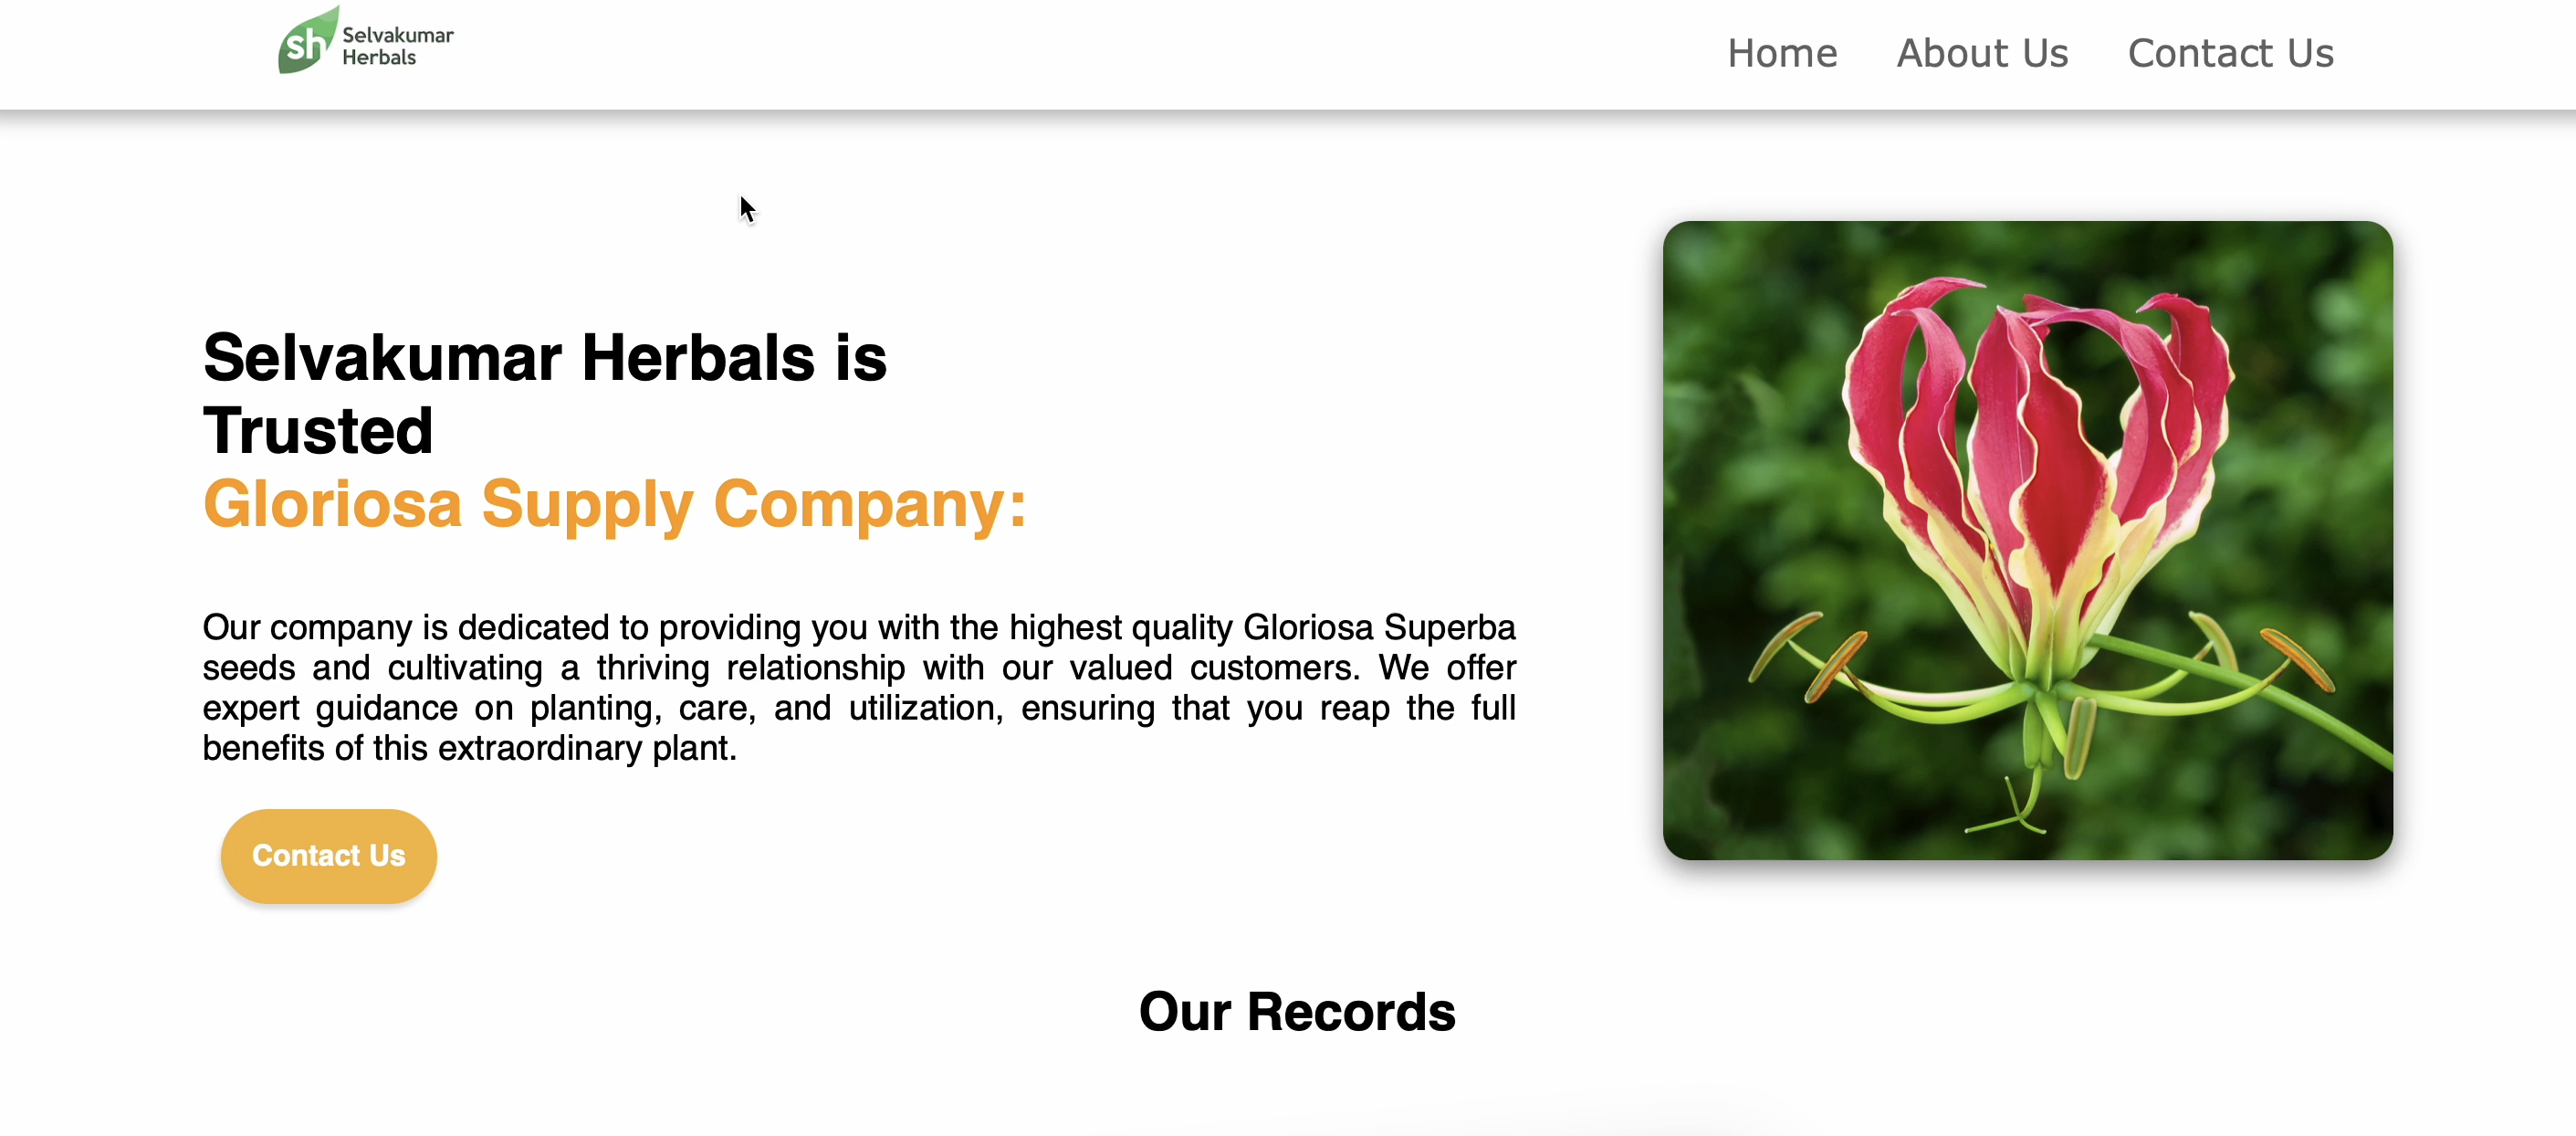 sh Selvakumar
Herbals
Home About Us Contact Us
Selvakumar Herbals is
Trusted
Gloriosa Supply Company:
Our company is dedicated to providing you with the highest quality Gloriosa Superba
seeds and cultivating a thriving relationship with our valued customers. We offer
expert guidance on planting, care, and utilization, ensuring that you reap the full
benefits of this extraordinary plant.
Contact Us
Our Records